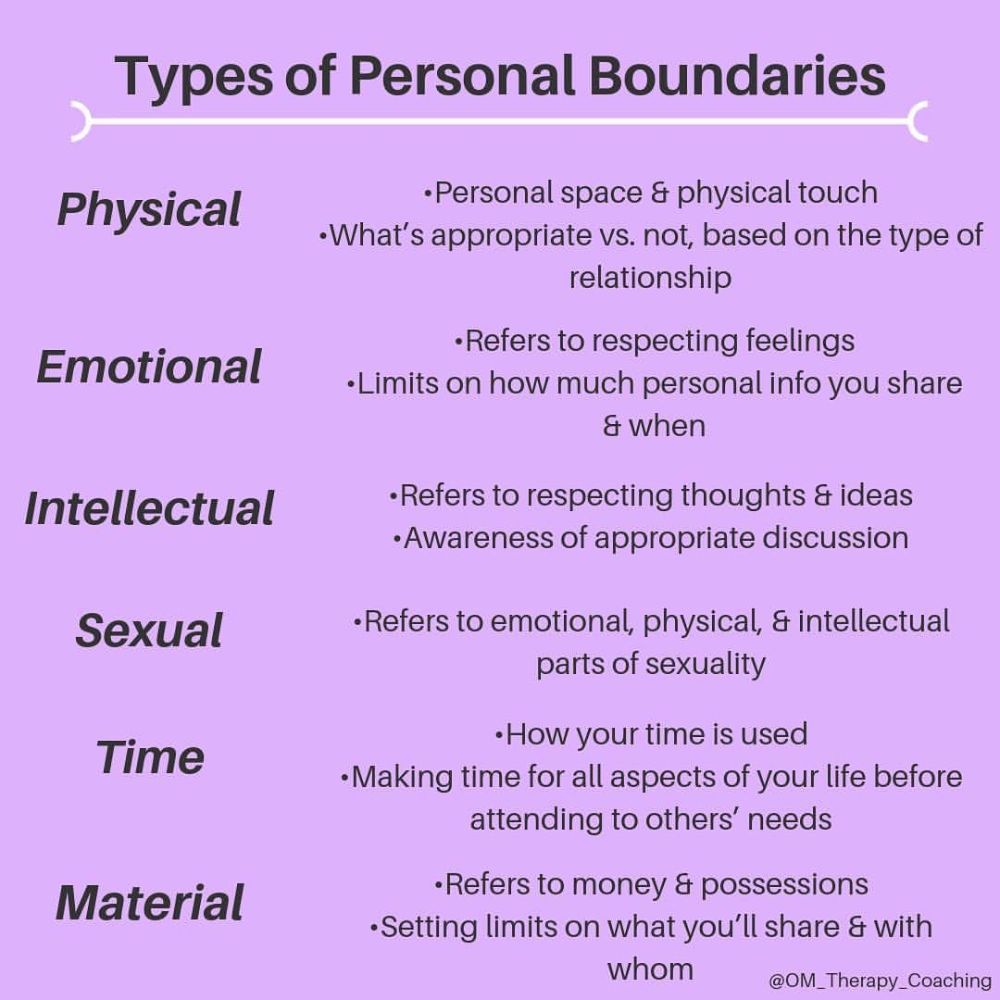 Types of Personal Boundaries
Physical
•Personal space & physical touch
•What's appropriate vs. not, based on the type of
relationship
Emotional
•Refers to respecting feelings
•Limits on how much personal info you share
& when
Intellectual
•Refers to respecting thoughts & ideas
•Awareness of appropriate discussion
Sexual
•Refers to emotional, physical, & intellectual
parts of sexuality
Time
•How your time is used
•Making time for all aspects of your life before
attending to others' needs
Material
•Refers to money & possessions
•Setting limits on what you'll share & with
whom
@OM_Therapy_Coaching